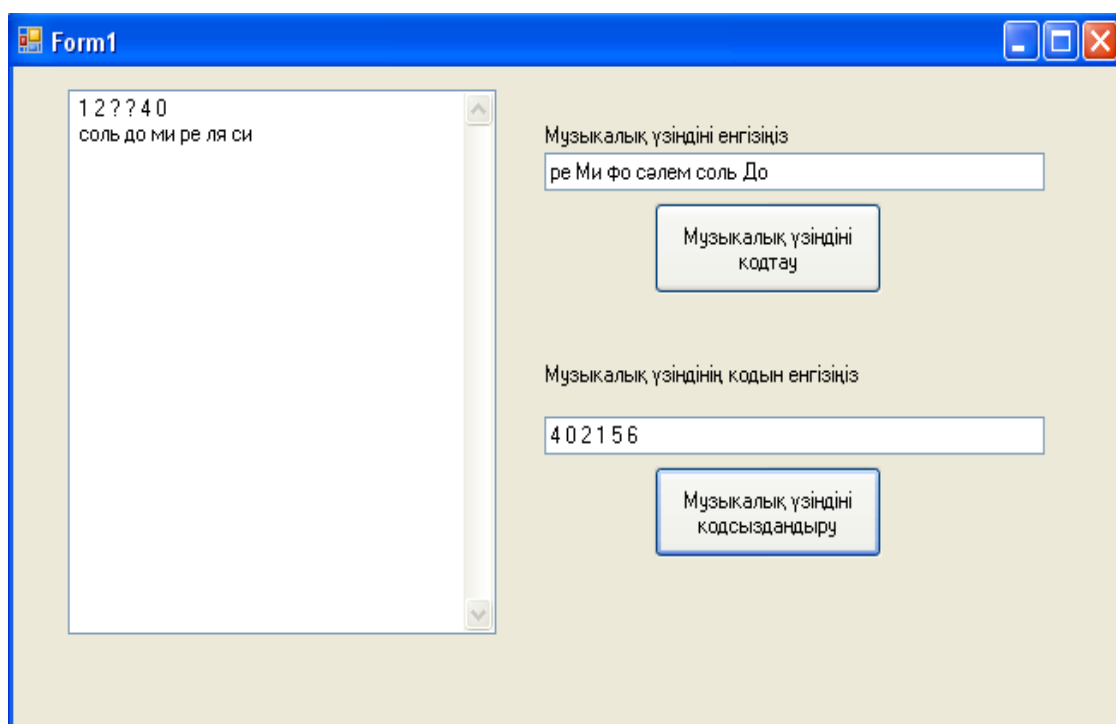 Form1
1 2 ? ? 4 0
соль до ми ре ля си
Музыкалық үзіндіні енгізіңіз
ре Ми Фо сәлем соль До
Музыкалық үзіндіні
кодтау
Музыкалық үзіндінің кодын енгізіңіз
4 0 2 1 5 6
Музыкалық үзіндіні
кодсыздандыру